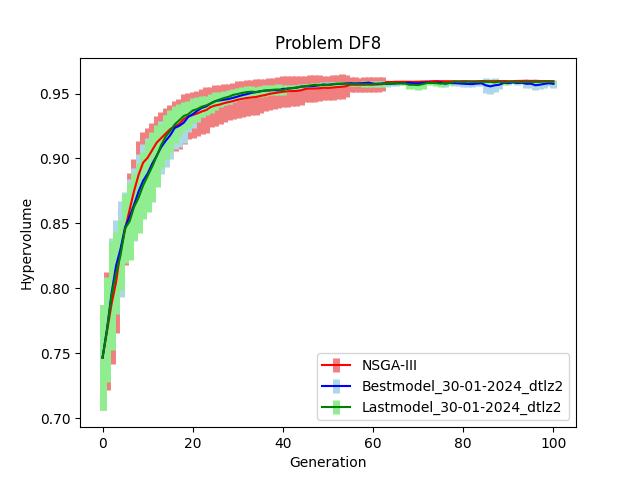 Problem DF8
Hypervolume
0.95
0.90
0.85
0.80
0.75
0.70
0 20 40 60 80 100
Generation
NSGA-III
Bestmodel_30-01-2024_dtlz2
Lastmodel_30-01-2024_dtlz2